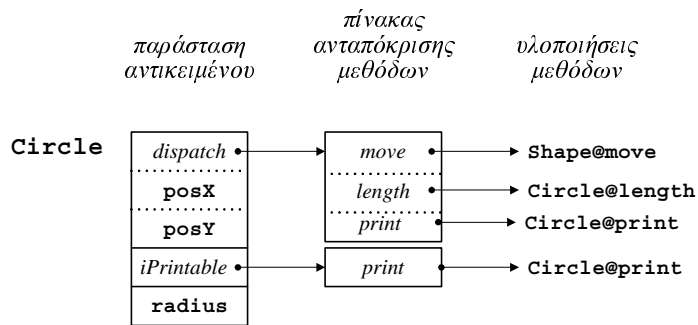 παράσταση
αντικειμένου
πίνακας
ανταπόκρισης
μεθόδων
υλοποιήσεις
μεθόδων
Circle
dispatch
move
Shape@move
posX
length
Circle@length
posY
print
Circle@print
iPrintable
print
Circle@print
radius